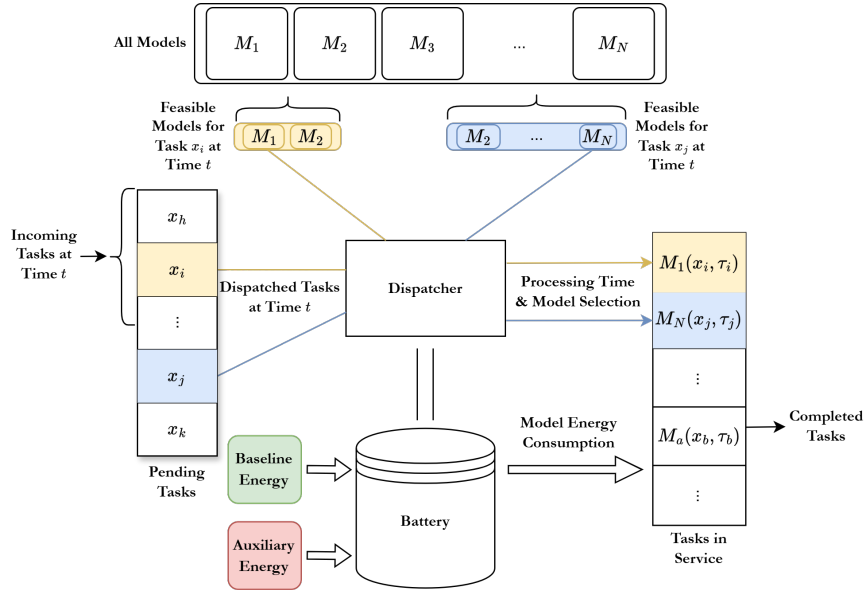 All Models
M_1
M_2
M_3
...
M_N
Feasible
Models for
Task x_i at
Time t
M_1
M_2
M_2
...
M_N
Feasible
Models for
Task x_j at
Time t
Incoming
Tasks at
Time t
x_h
x_i
⋮
x_j
x_k
Pending
Tasks
Dispatched Tasks
at Time t
Dispatcher
Processing Time
& Model Selection
M_1(x_i, τ_i)
M_N(x_j, τ_j)
⋮
M_a(x_b, τ_b)
⋮
Tasks in
Service
Completed
Tasks
Baseline
Energy
Auxiliary
Energy
Battery
Model Energy
Consumption